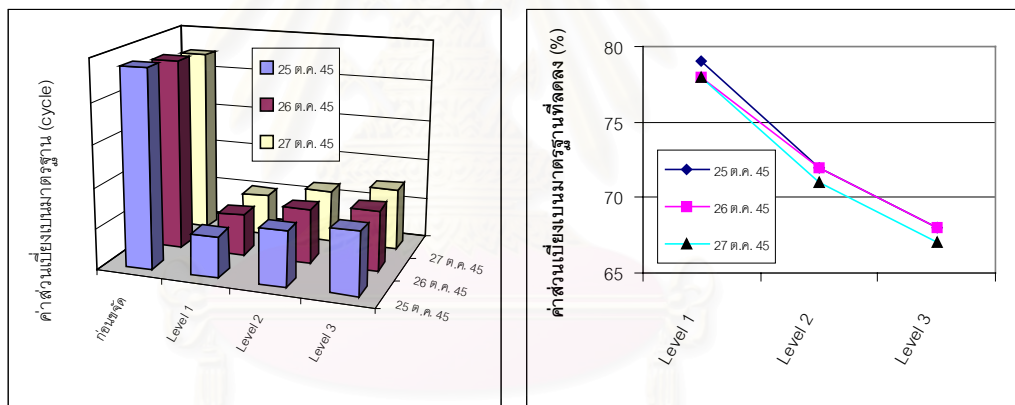 ค่าส่วนเบี่ยงเบนมาตรฐาน (cycle)
25 ต.ค. 45
26 ต.ค. 45
27 ต.ค. 45
27 ต.ค. 45
26 ต.ค. 45
25 ต.ค. 45
ก่อนขจัด
Level 1
Level 2
Level 3
ค่าส่วนเบี่ยงเบนมาตรฐานที่ลดลง (%)
80
75
70
65
25 ต.ค. 45
26 ต.ค. 45
27 ต.ค. 45
Level 1
Level 2
Level 3